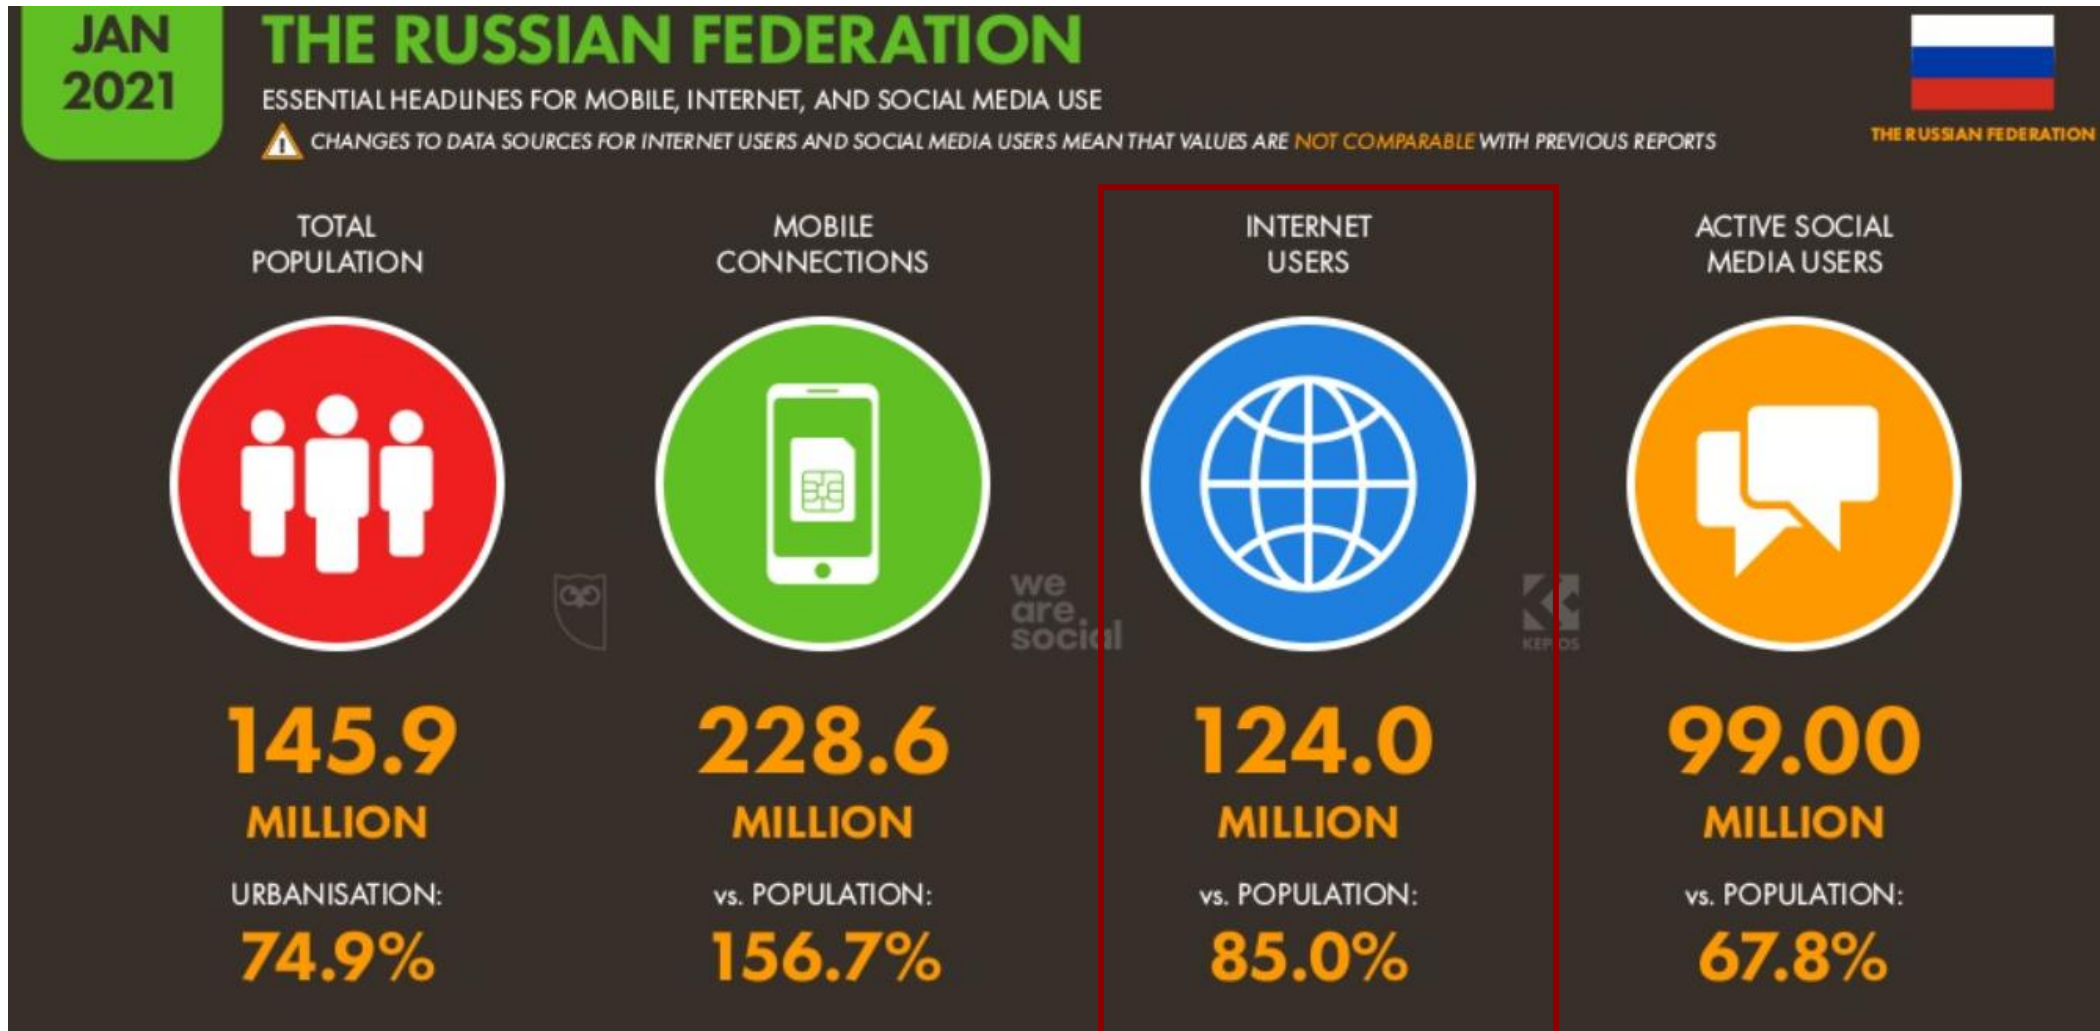 JAN
2021
THE RUSSIAN FEDERATION
ESSENTIAL HEADLINES FOR MOBILE, INTERNET, AND SOCIAL MEDIA USE
CHANGES TO DATA SOURCES FOR INTERNET USERS AND SOCIAL MEDIA USERS MEAN THAT VALUES ARE NOT COMPARABLE WITH PREVIOUS REPORTS
THE RUSSIAN FEDERATION
TOTAL
POPULATION
145.9
MILLION
URBANISATION:
74.9%
MOBILE
CONNECTIONS
228.6
MILLION
vs. POPULATION:
156.7%
we
are.
social
INTERNET
USERS
124.0
MILLION
vs. POPULATION:
85.0%
KEPIOS
ACTIVE SOCIAL
MEDIA USERS
99.00
MILLION
vs. POPULATION:
67.8%